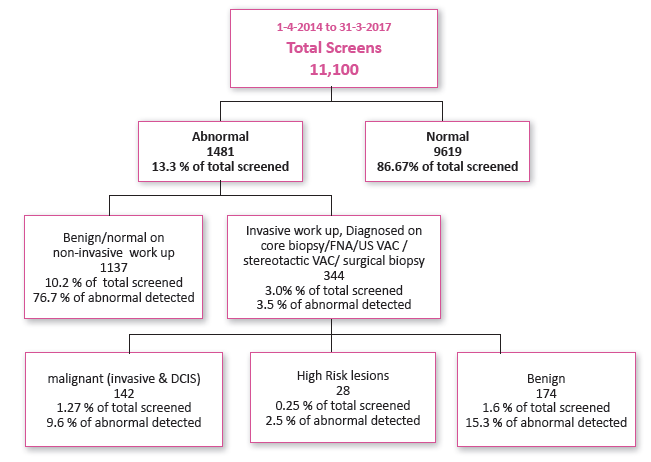 1-4-2014 to 31-3-2017
Total Screens
11,100
Abnormal
1481
13.3 % of total screened
Normal
9619
86.67% of total screened
Benign/normal on
non-invasive work up
1137
10.2 % of total screened
76.7 % of abnormal detected
Invasive work up, Diagnosed on
core biopsy/FNA/US VAC /
stereotactic VAC/ surgical biopsy
344
3.0% % of total screened
3.5 % of abnormal detected
malignant (invasive & DCIS)
142
1.27 % of total screened
9.6 % of abnormal detected
High Risk lesions
28
0.25 % of total screened
2.5 % of abnormal detected
Benign
174
1.6 % of total screened
15.3 % of abnormal detected